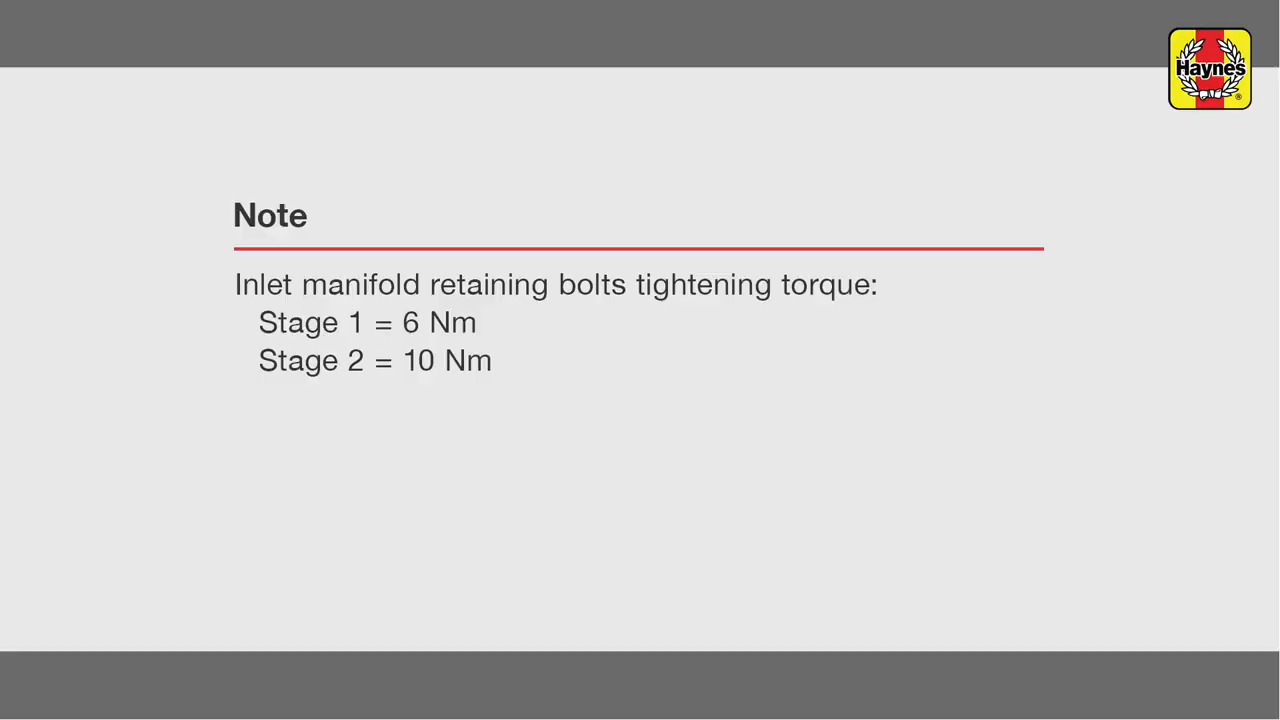 Haynes
Note
Inlet manifold retaining bolts tightening torque:
Stage 1 = 6 Nm
Stage 2 = 10 Nm